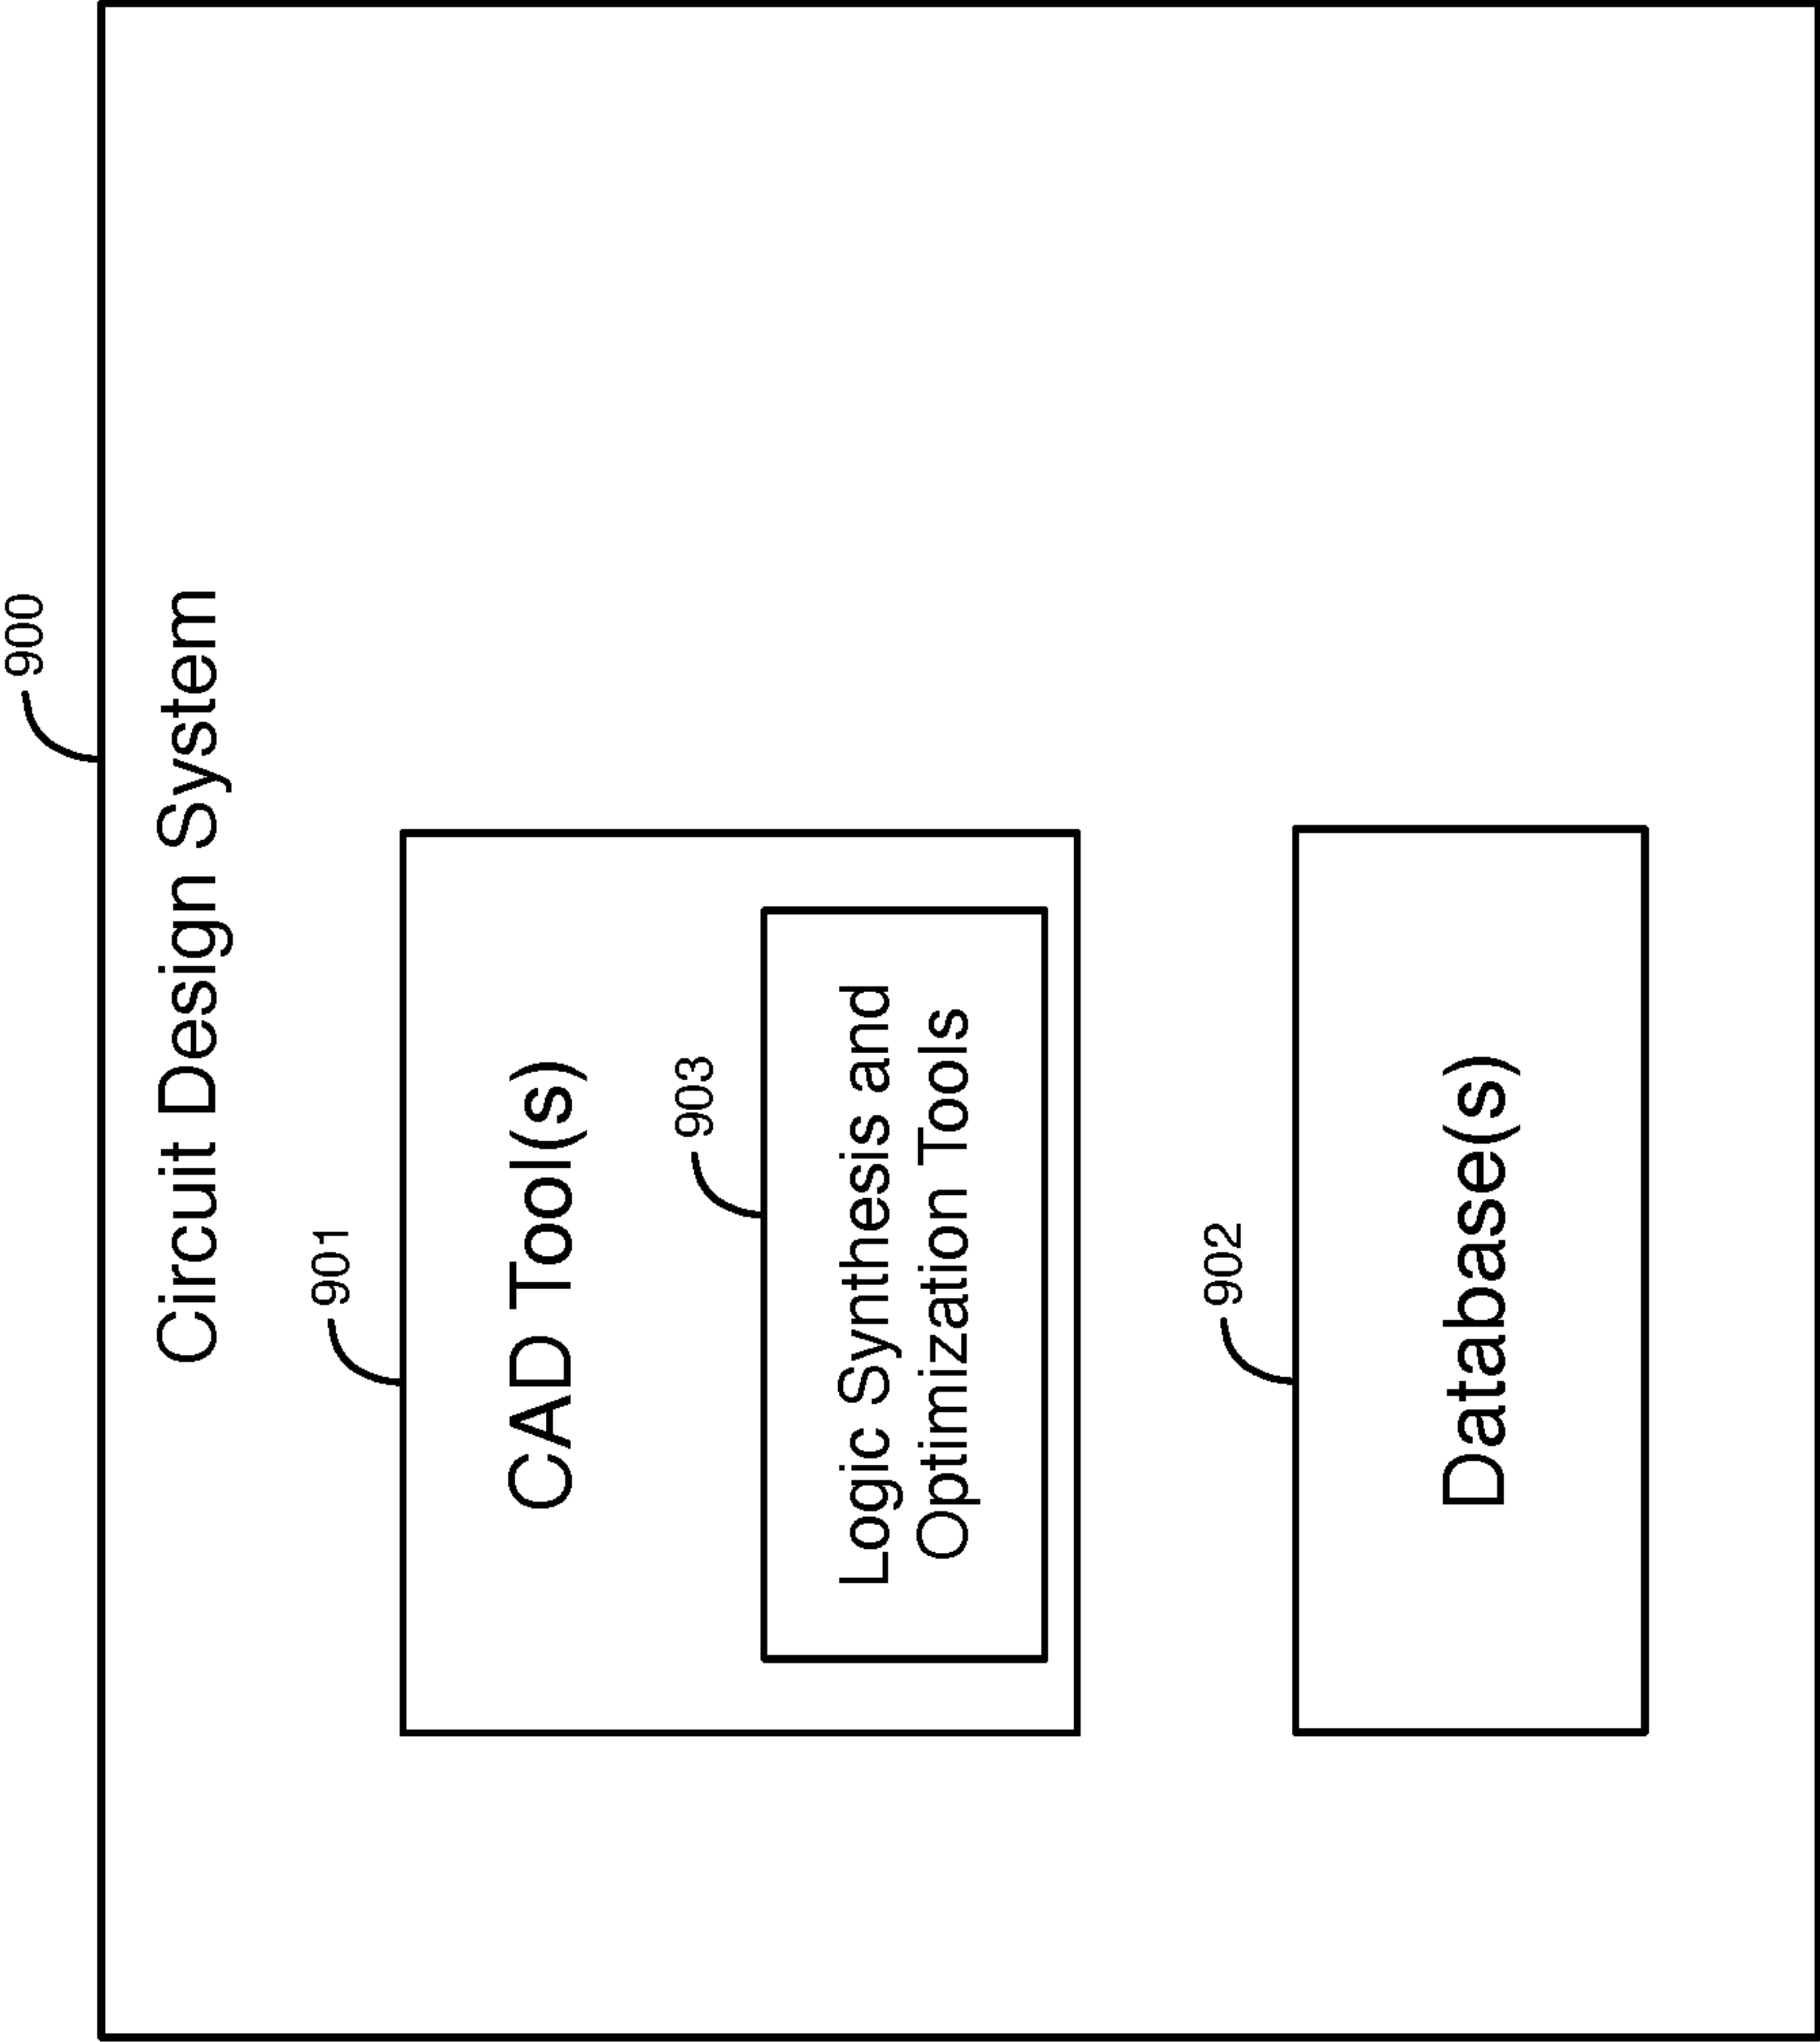 900
Circuit Design System
901
CAD Tool(s)
903
Logic Synthesis and
Optimization Tools
902
Database(s)